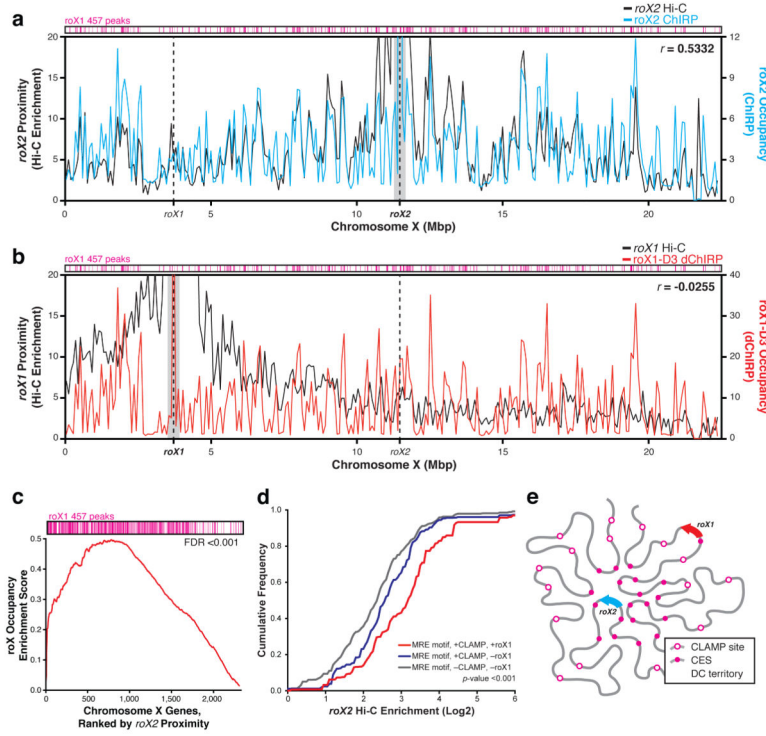 a
roX1 457 peaks
roX2 Hi-C
roX2 ChIRP
r = 0.5332
20
15
10
5
0
12
9
6
3
0
roX2 Proximity
(Hi-C Enrichment)
roX2 Occupancy
(ChIRP)
0 roX1 5 10 roX2 15 20
Chromosome X (Mbp)
b
roX1 457 peaks
roX1 Hi-C
roX1-D3 dChIRP
r = -0.0255
20
15
10
5
0
40
30
20
10
0
roX1 Proximity
(Hi-C Enrichment)
roX1-D3 Occupancy
(dChIRP)
0 roX1 5 10 roX2 15 20
Chromosome X (Mbp)
c
roX1 457 peaks
FDR <0.001
0.5
0.4
0.3
0.2
0.1
0.0
roX Occupancy
Enrichment Score
0 500 1,000 1,500 2,000
Chromosome X Genes,
Ranked by roX2 Proximity
d
1.0
0.8
0.6
0.4
0.2
0.0
Cumulative Frequency
MRE motif, +CLAMP, +roX1
MRE motif, +CLAMP, –roX1
MRE motif, –CLAMP, –roX1
p-value <0.001
0 1 2 3 4 5 6
roX2 Hi-C Enrichment (Log2)
e
roX1
roX2
CLAMP site
CES
DC territory